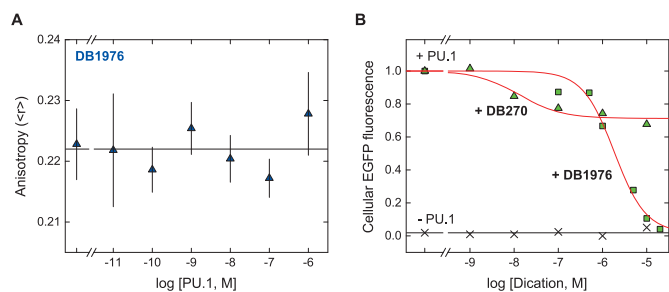 A
DB1976
Anisotropy (<r>)
0.24
0.23
0.22
0.21
-11 -10 -9 -8 -7 -6
log [PU.1, M]
B
Cellular EGFP fluorescence
+ PU.1
1.0
0.8
0.6
0.4
0.2
0.0
+ DB270
+ DB1976
- PU.1
-9 -8 -7 -6 -5
log [Dication, M]